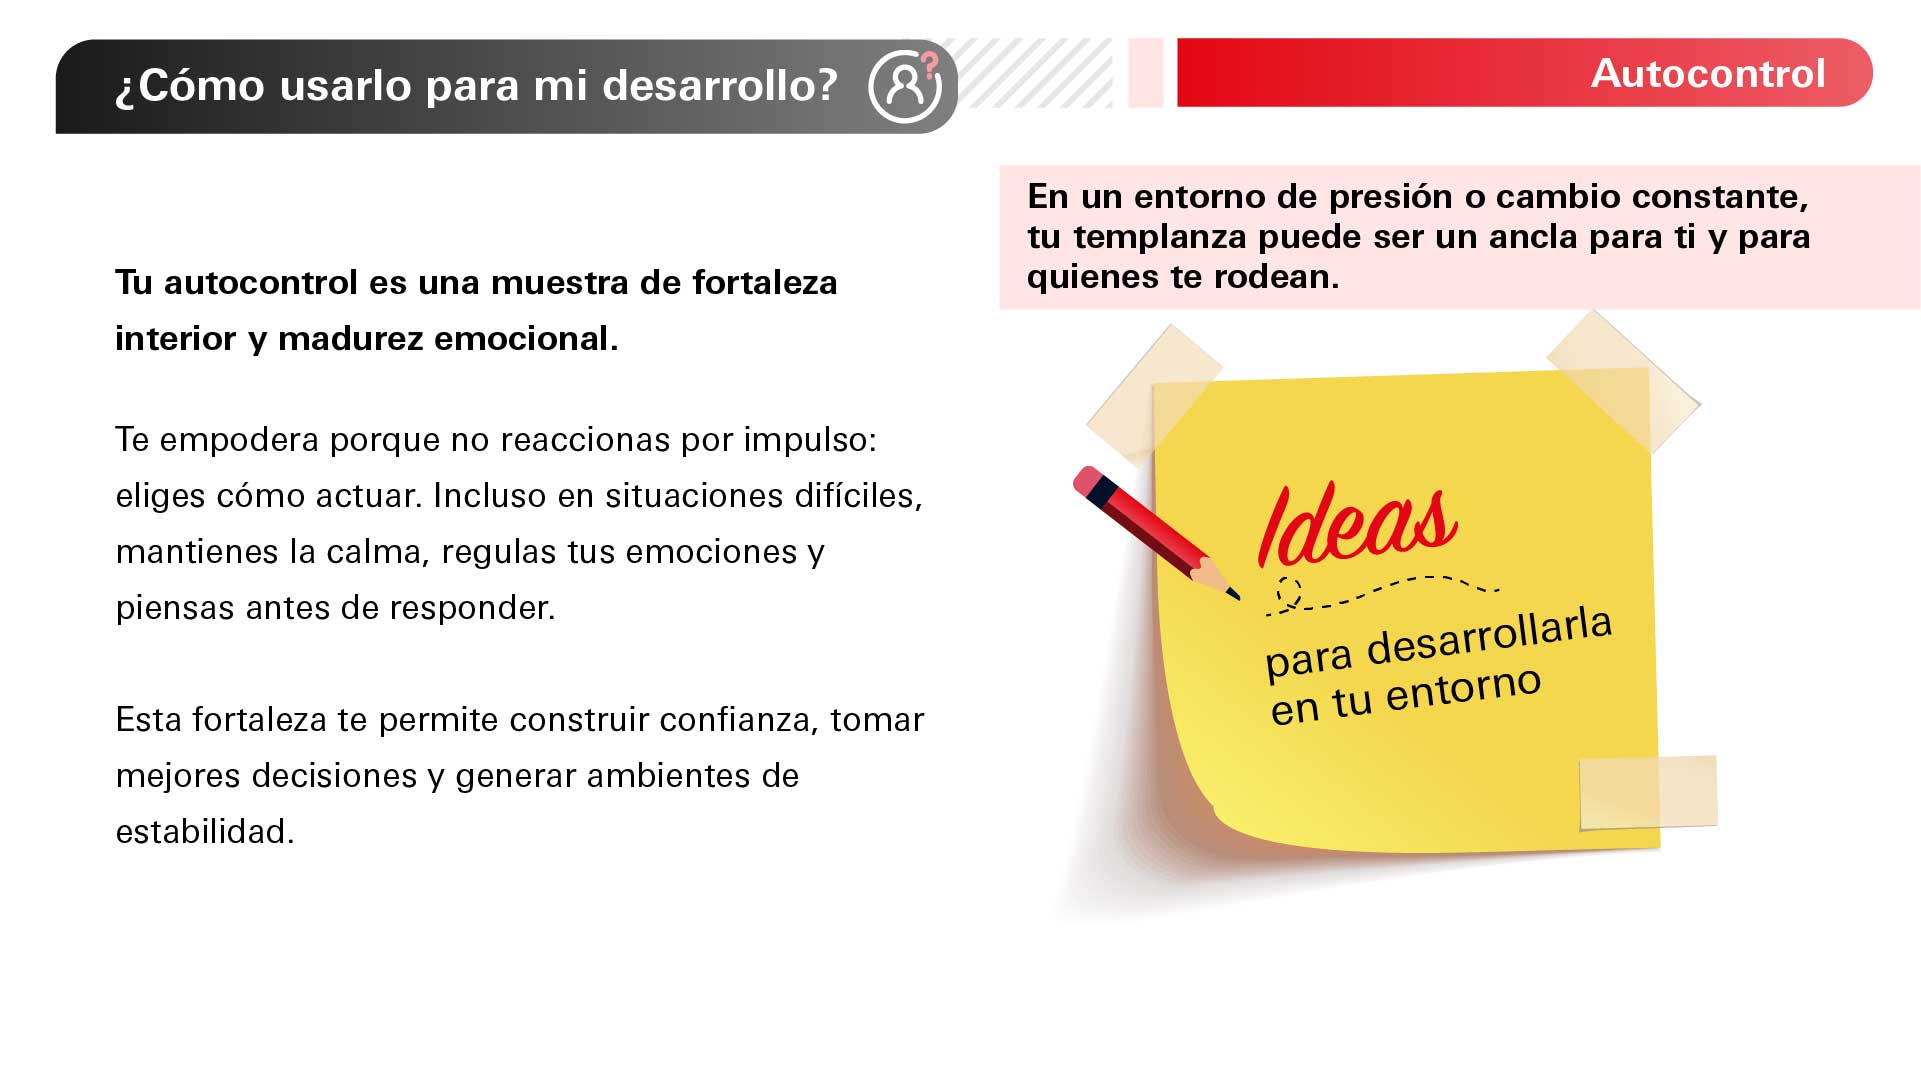 ¿Cómo usarlo para mi desarrollo?
?
Autocontrol
Tu autocontrol es una muestra de fortaleza
interior y madurez emocional.
Te empodera porque no reaccionas por impulso:
eliges cómo actuar. Incluso en situaciones difíciles,
mantienes la calma, regulas tus emociones y
piensas antes de responder.
Esta fortaleza te permite construir confianza, tomar
mejores decisiones y generar ambientes de
estabilidad.
En un entorno de presión o cambio constante,
tu templanza puede ser un ancla para ti y para
quienes te rodean.
Ideas
para desarrollarla
en tu entorno